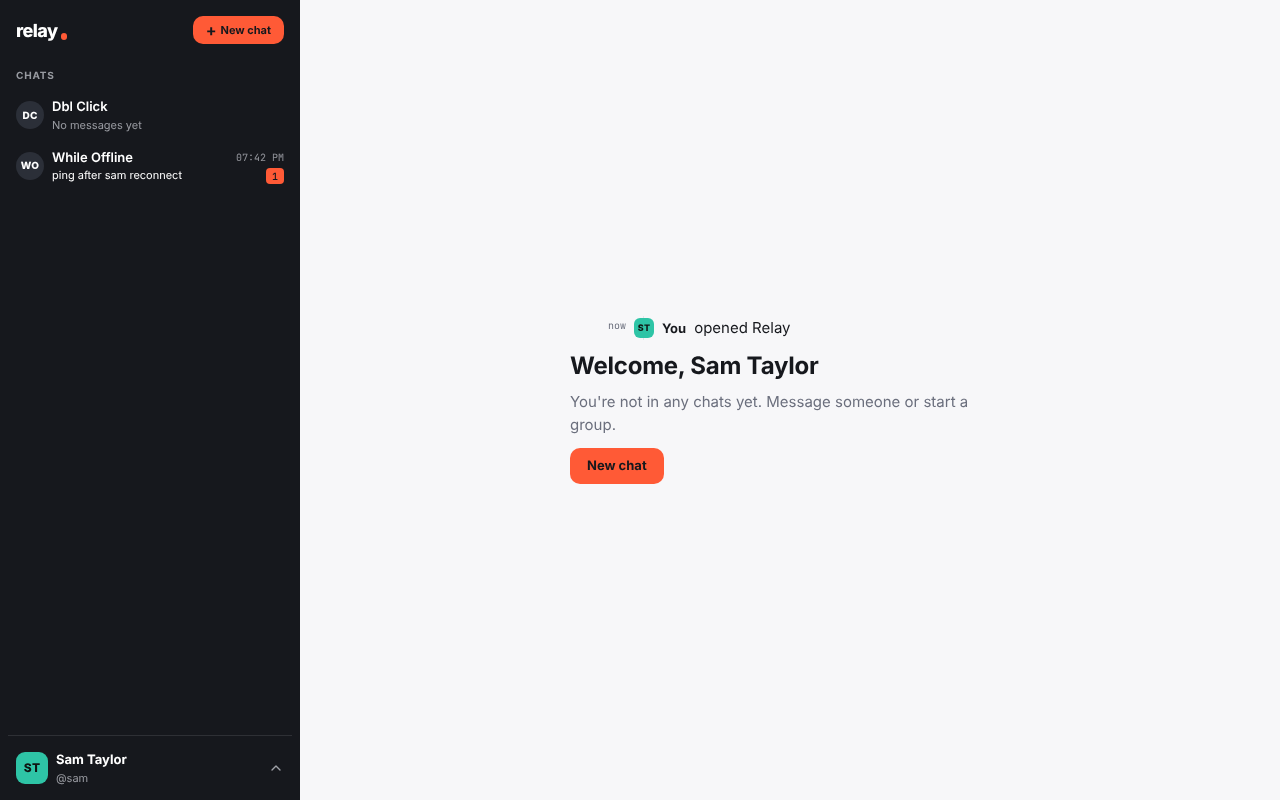 relay.
+ New chat
CHATS
DC
Dbl Click
No messages yet
WO
While Offline
07:42 PM
ping after sam reconnect
1
now ST You opened Relay
Welcome, Sam Taylor
You're not in any chats yet. Message someone or start a
group.
New chat
ST
Sam Taylor
@sam